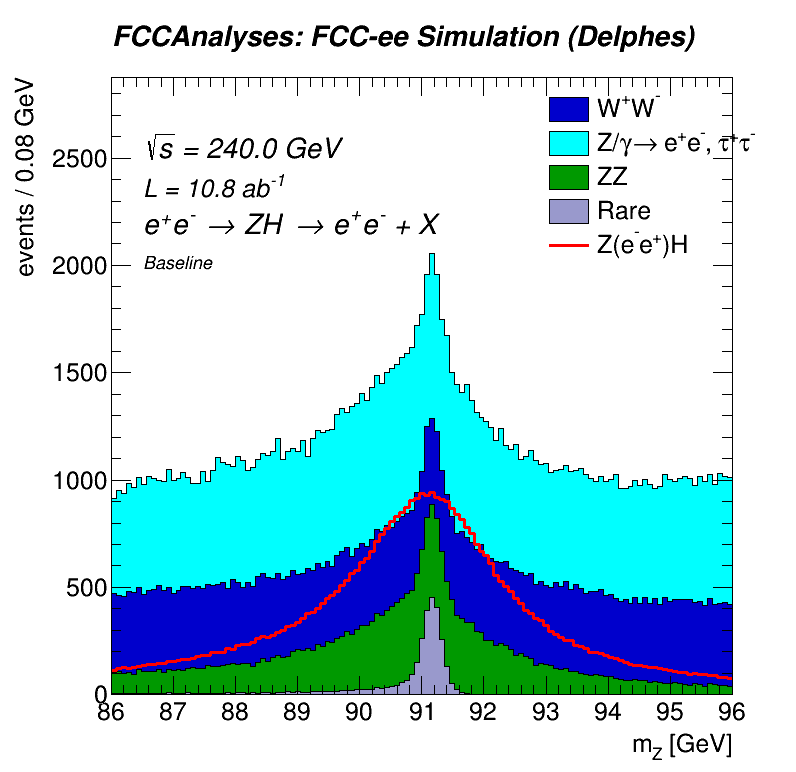 FCCAnalyses: FCC-ee Simulation (Delphes)
events / 0.08 GeV
√s = 240.0 GeV
L = 10.8 ab⁻¹
e⁺e⁻ → ZH → e⁺e⁻ + X
Baseline
W⁺W⁻
Z/γ→ e⁺e⁻, τ⁺τ⁻
ZZ
Rare
Z(e⁻e⁺)H
2500
2000
1500
1000
500
0
86 87 88 89 90 91 92 93 94 95 96
m_Z [GeV]